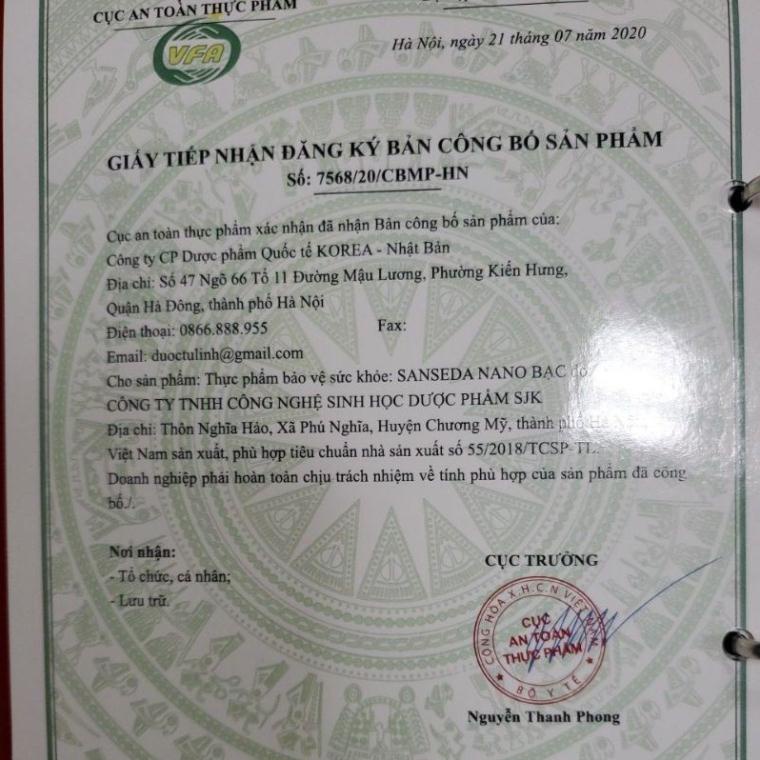 CỤC AN TOÀN THỰC PHẨM
VFA
Hà Nội, ngày 21 tháng 07 năm 2020
GIẤY TIẾP NHẬN ĐĂNG KÝ BẢN CÔNG BỐ SẢN PHẨM
Số: 7568/20/CBMP-HN
Cục an toàn thực phẩm xác nhận đã nhận Bản công bố sản phẩm của:
Công ty CP Dược phẩm Quốc tế KOREA - Nhật Bản
Địa chỉ: Số 47 Ngõ 66 Tổ 11 Đường Mậu Lương, Phường Kiến Hưng,
Quận Hà Đông, thành phố Hà Nội
Điện thoại: 0866.888.955 Fax:
Email: duoctulinh@gmail.com
Cho sản phẩm: Thực phẩm bảo vệ sức khỏe: SANSEDA NANO BẠC do
CÔNG TY TNHH CÔNG NGHỆ SINH HỌC DƯỢC PHẨM SJK
Địa chỉ: Thôn Nghĩa Hảo, Xã Phú Nghĩa, Huyện Chương Mỹ, thành phố Hà Nội
Việt Nam sản xuất, phù hợp tiêu chuẩn nhà sản xuất số 55/2018/TCSP-TL.
Doanh nghiệp phải hoàn toàn chịu trách nhiệm về tính phù hợp của sản phẩm đã công
bố./.
Nơi nhận:
- Tổ chức, cá nhân;
- Lưu trữ.
CỤC TRƯỞNG
CỘNG HÒA X.H.C.N VIỆT NAM
CỤC
AN TOÀN
THỰC PHẨM
BỘ Y TẾ
Nguyễn Thanh Phong